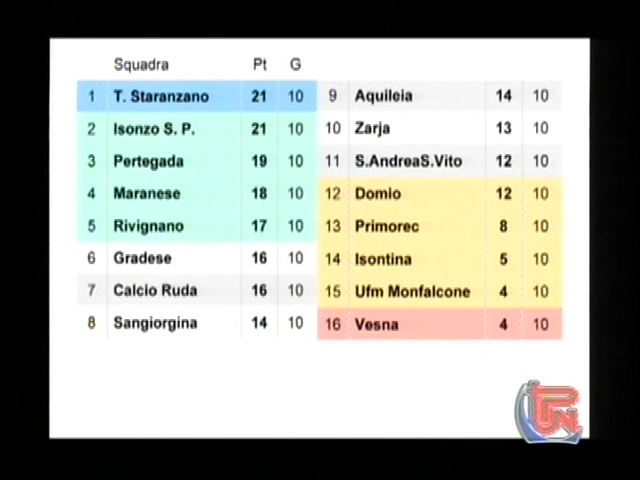 Squadra Pt G
1 T. Staranzano 21 10
2 Isonzo S. P. 21 10
3 Pertegada 19 10
4 Maranese 18 10
5 Rivignano 17 10
6 Gradese 16 10
7 Calcio Ruda 16 10
8 Sangiorgina 14 10
9 Aquileia 14 10
10 Zarja 13 10
11 S.AndreaS.Vito 12 10
12 Domio 12 10
13 Primorec 8 10
14 Isontina 5 10
15 Ufm Monfalcone 4 10
16 Vesna 4 10